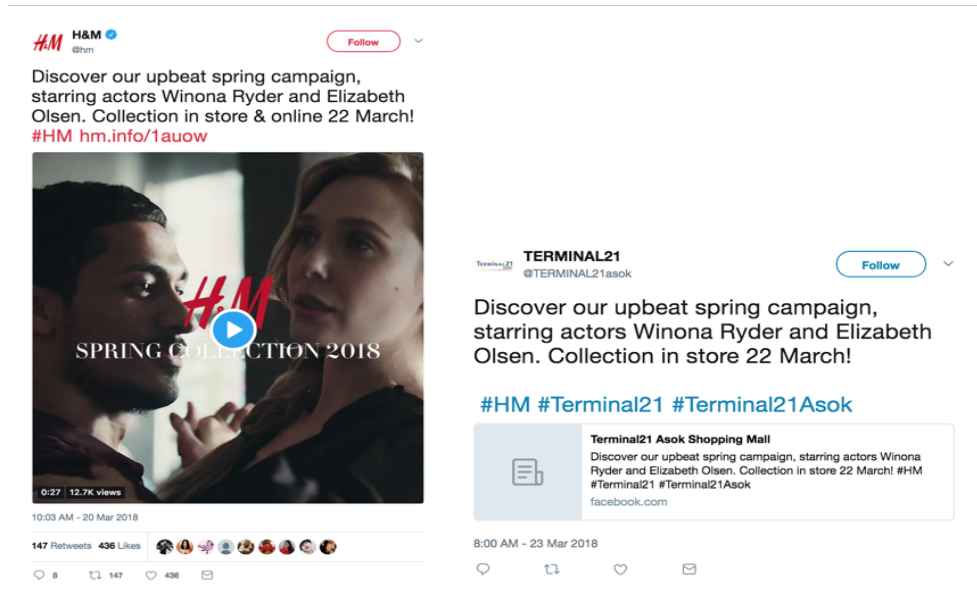 H&M
H&M
@hm
Follow
Discover our upbeat spring campaign,
starring actors Winona Ryder and Elizabeth
Olsen. Collection in store & online 22 March!
#HM hm.info/1auow
H&M
SPRING COLLECTION 2018
0:27 12.7K views
10:03 AM - 20 Mar 2018
147 Retweets 436 Likes
8 147 436
TERMINAL21
TERMINAL21
@TERMINAL21asok
Follow
Discover our upbeat spring campaign,
starring actors Winona Ryder and Elizabeth
Olsen. Collection in store 22 March!
#HM #Terminal21 #Terminal21Asok
Terminal21 Asok Shopping Mall
Discover our upbeat spring campaign, starring actors Winona
Ryder and Elizabeth Olsen. Collection in store 22 March! #HM
#Terminal21 #Terminal21Asok
facebook.com
8:00 AM - 23 Mar 2018